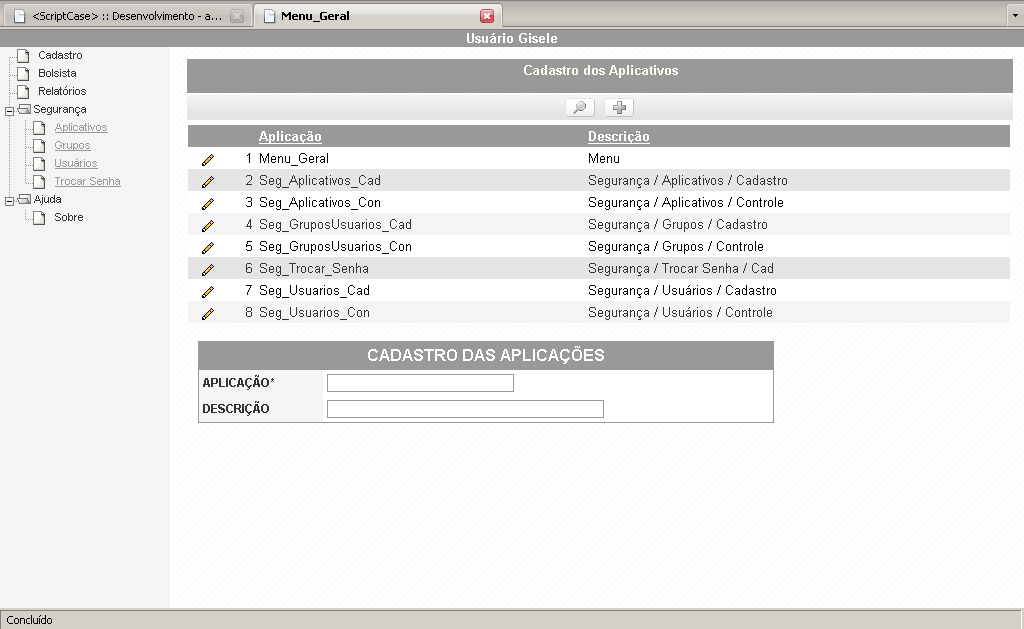 <ScriptCase> :: Desenvolvimento - a...
Menu_Geral
Usuário Gisele
Cadastro
Bolsista
Relatórios
Segurança
Aplicativos
Grupos
Usuários
Trocar Senha
Ajuda
Sobre
Cadastro dos Aplicativos
Aplicação Descrição
1 Menu_Geral Menu
2 Seg_Aplicativos_Cad Segurança / Aplicativos / Cadastro
3 Seg_Aplicativos_Con Segurança / Aplicativos / Controle
4 Seg_GruposUsuarios_Cad Segurança / Grupos / Cadastro
5 Seg_GruposUsuarios_Con Segurança / Grupos / Controle
6 Seg_Trocar_Senha Segurança / Trocar Senha / Cad
7 Seg_Usuarios_Cad Segurança / Usuários / Cadastro
8 Seg_Usuarios_Con Segurança / Usuários / Controle
CADASTRO DAS APLICAÇÕES
APLICAÇÃO*
DESCRIÇÃO
Concluído